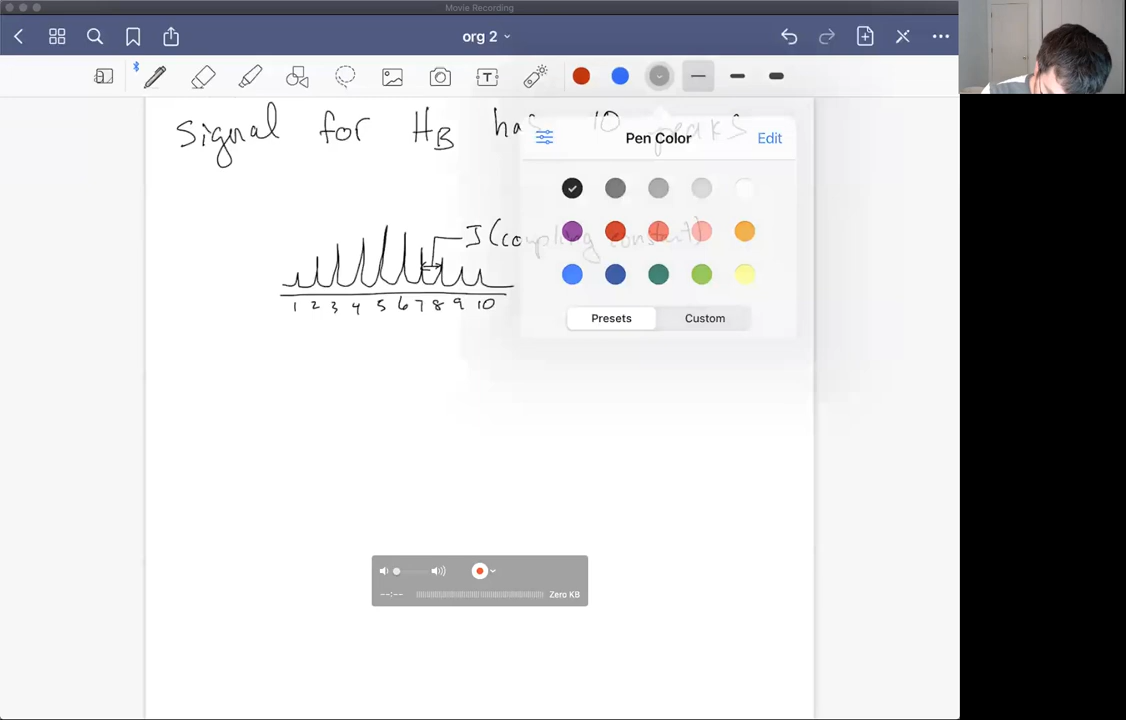 Movie Recording
org 2
signal for HB has 10 peaks
Pen Color
Edit
J (coupling constant)
1 2 3 4 5 6 7 8 9 10
Presets
Custom
--:--
Zero KB